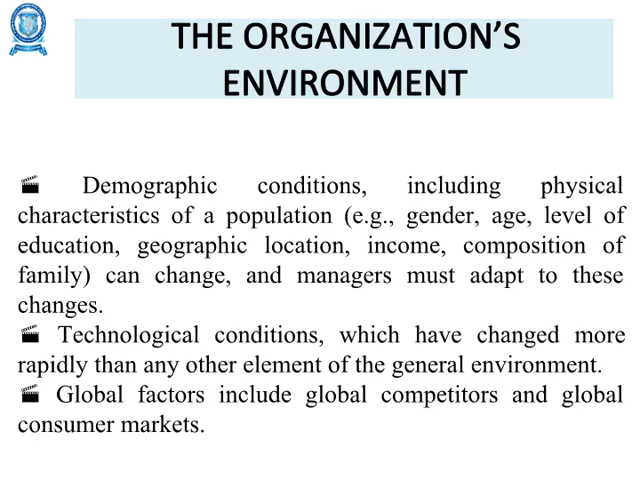 THE ORGANIZATION’S
ENVIRONMENT
Demographic conditions, including physical
characteristics of a population (e.g., gender, age, level of
education, geographic location, income, composition of
family) can change, and managers must adapt to these
changes.
Technological conditions, which have changed more
rapidly than any other element of the general environment.
Global factors include global competitors and global
consumer markets.